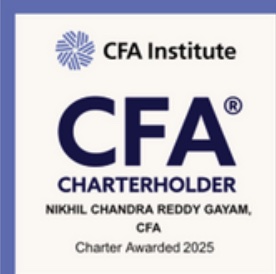 CFA Institute
CFA®
CHARTERHOLDER
NIKHIL CHANDRA REDDY GAYAM,
CFA
Charter Awarded 2025